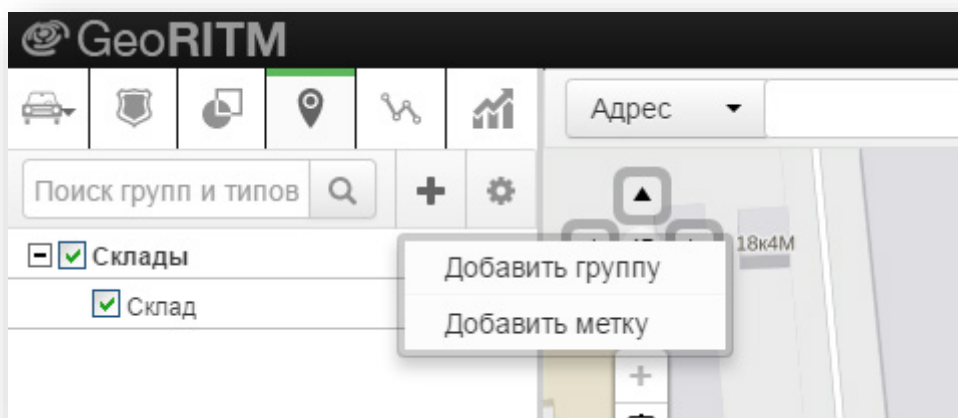 GeoRITM
Адрес
Поиск групп и типов
18к4М
Склады
Добавить группу
Склад
Добавить метку